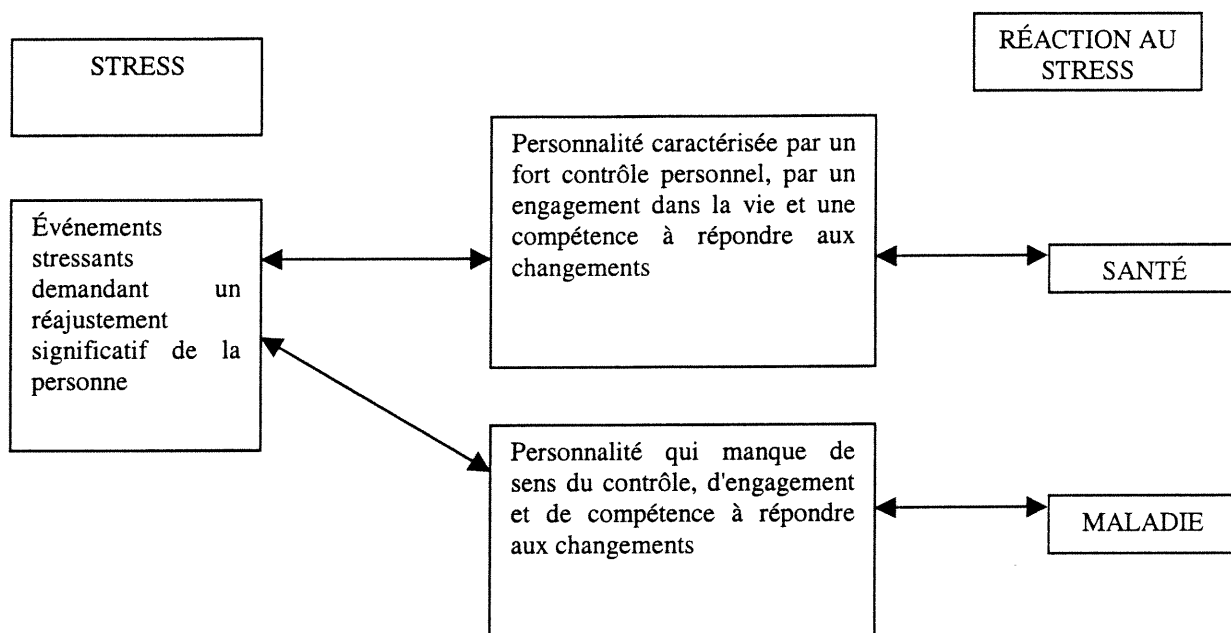 STRESS
RÉACTION AU
STRESS
Personnalité caractérisée par un
fort contrôle personnel, par un
engagement dans la vie et une
compétence à répondre aux
changements
Événements
stressants
demandant un
réajustement
significatif de la
personne
SANTÉ
Personnalité qui manque de
sens du contrôle, d'engagement
et de compétence à répondre
aux changements
MALADIE